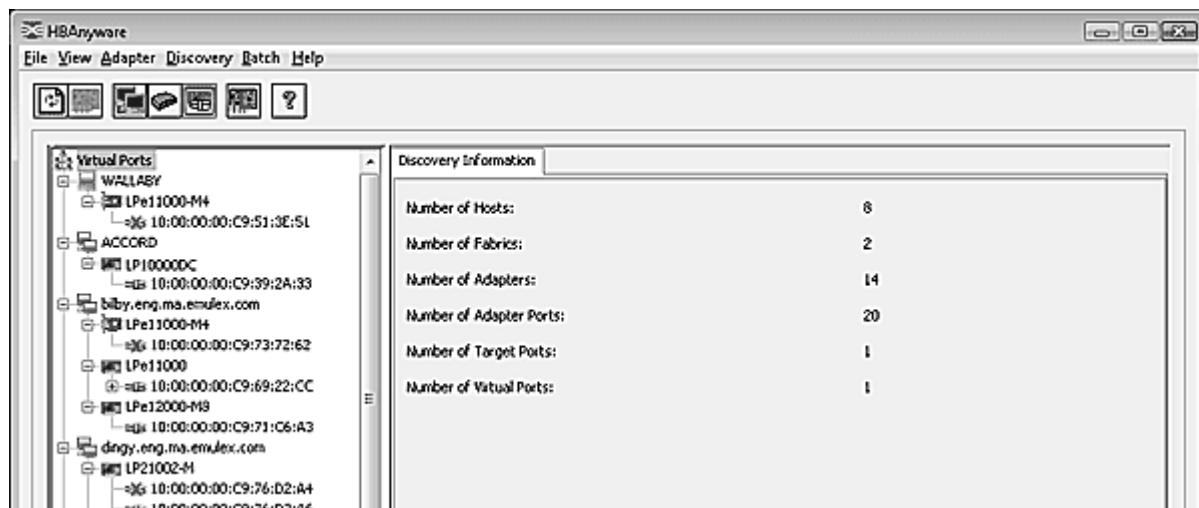 HBAnyware
File View Adapter Discovery Batch Help
Virtual Ports
WALLABY
LPe11000-M4
10:00:00:00:C9:51:3E:51
ACCORD
LP10000DC
10:00:00:00:C9:39:2A:33
bilby.eng.ma.emulex.com
LPe11000-M4
10:00:00:00:C9:73:72:62
LPe11000
10:00:00:00:C9:69:22:CC
LPe12000-M8
10:00:00:00:C9:71:C6:A3
dingy.eng.ma.emulex.com
LP21002-M
10:00:00:00:C9:76:D2:A4
Discovery Information
Number of Hosts: 8
Number of Fabrics: 2
Number of Adapters: 14
Number of Adapter Ports: 20
Number of Target Ports: 1
Number of Virtual Ports: 1